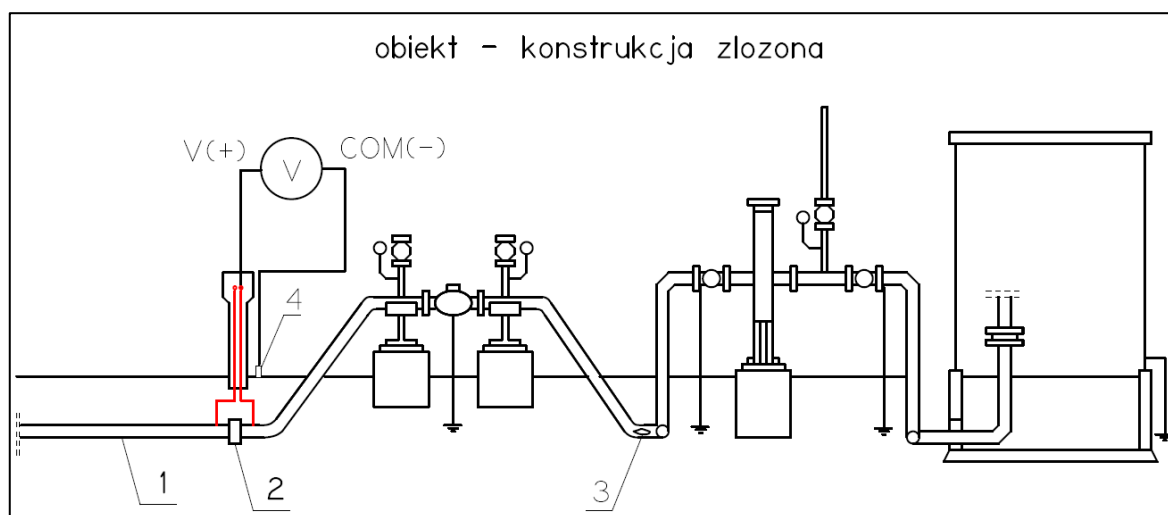 obiekt - konstrukcja zlozona
V(+) V COM(-)
4
1 2 3